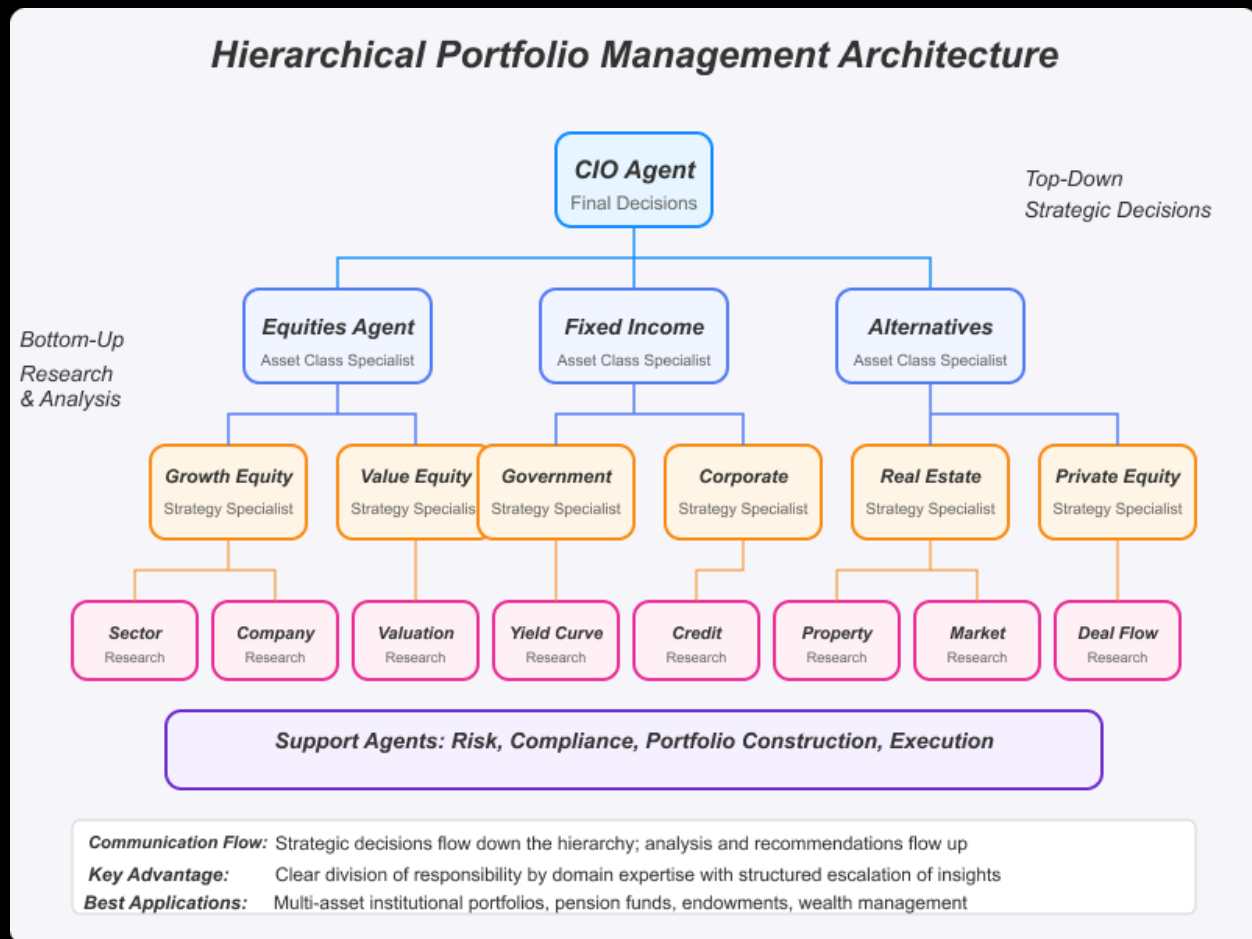 Hierarchical Portfolio Management Architecture
CIO Agent
Final Decisions
Top-Down
Strategic Decisions
Bottom-Up
Research
& Analysis
Equities Agent
Asset Class Specialist
Fixed Income
Asset Class Specialist
Alternatives
Asset Class Specialist
Growth Equity
Strategy Specialist
Value Equity
Strategy Specialis
Government
Strategy Specialist
Corporate
Strategy Specialist
Real Estate
Strategy Specialist
Private Equity
Strategy Specialist
Sector
Research
Company
Research
Valuation
Research
Yield Curve
Research
Credit
Research
Property
Research
Market
Research
Deal Flow
Research
Support Agents: Risk, Compliance, Portfolio Construction, Execution
Communication Flow: Strategic decisions flow down the hierarchy; analysis and recommendations flow up
Key Advantage: Clear division of responsibility by domain expertise with structured escalation of insights
Best Applications: Multi-asset institutional portfolios, pension funds, endowments, wealth management